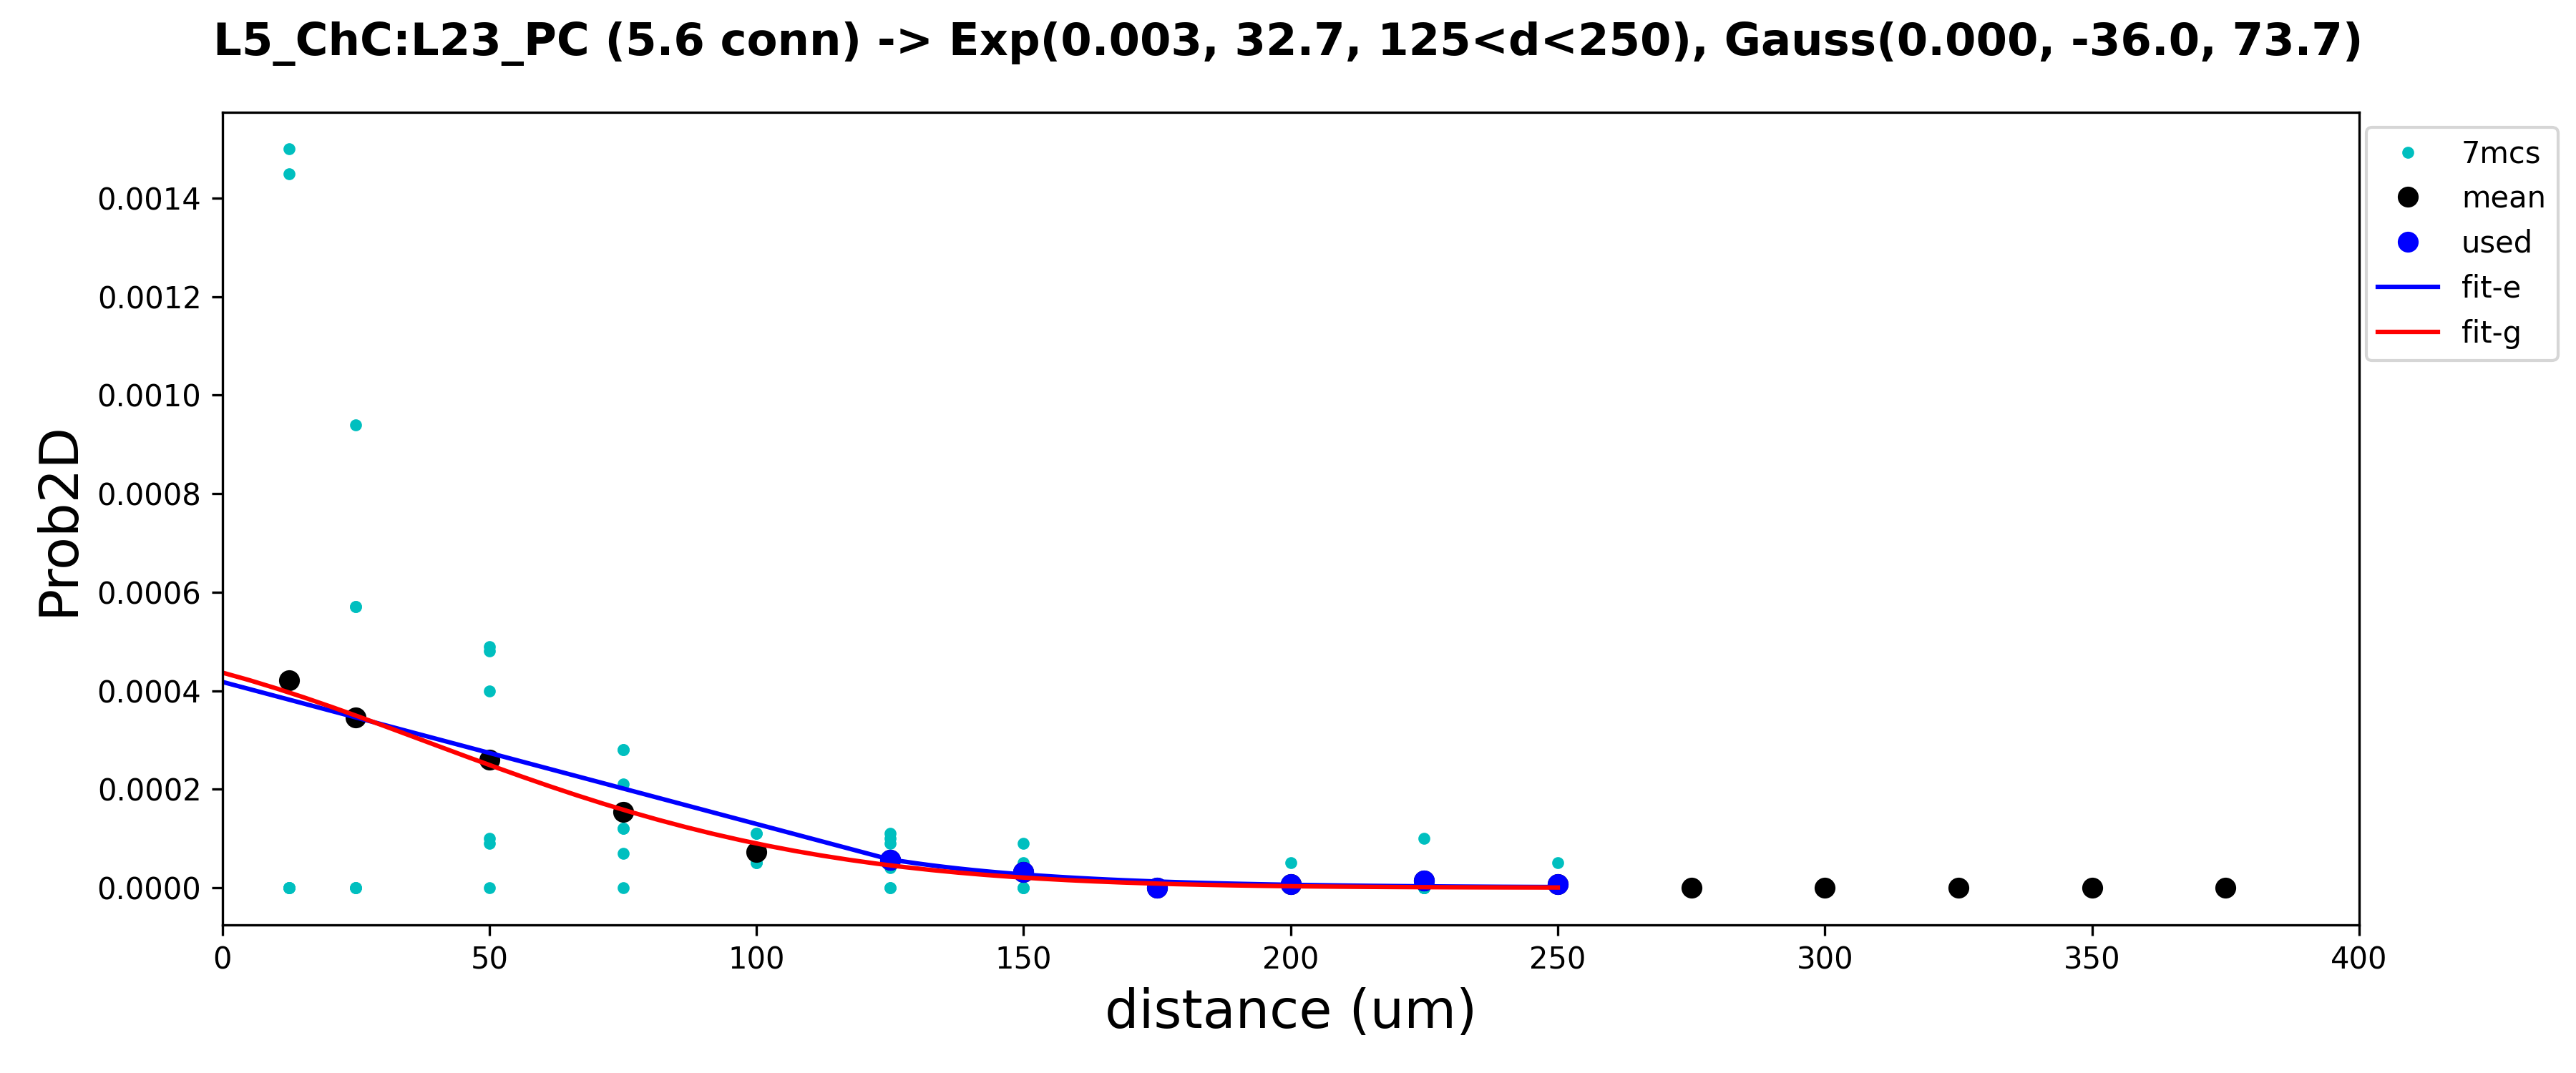 L5_ChC:L23_PC (5.6 conn) -> Exp(0.003, 32.7, 125<d<250), Gauss(0.000, -36.0, 73.7)
0.0014
0.0012
0.0010
0.0008
0.0006
0.0004
0.0002
0.0000
Prob2D
0 50 100 150 200 250 300 350 400
distance (um)
7mcs
mean
used
fit-e
fit-g